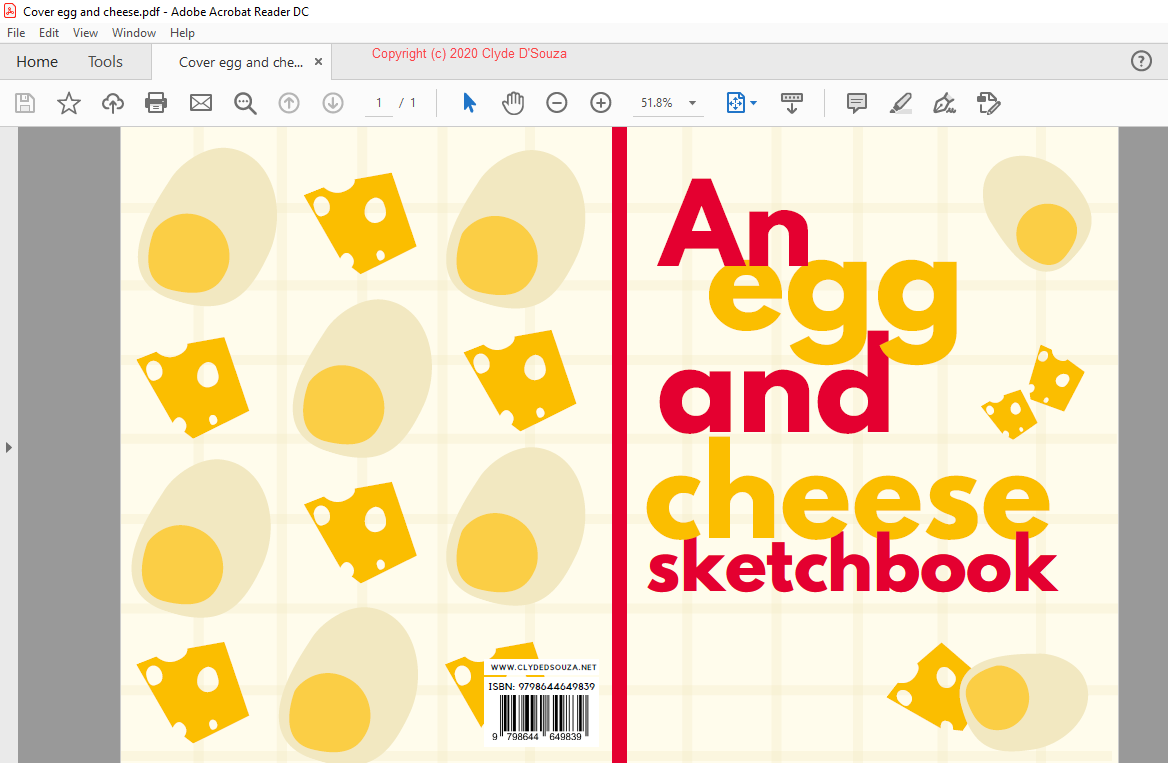 Cover egg and cheese.pdf - Adobe Acrobat Reader DC
File Edit View Window Help
Home Tools Cover egg and che... ×
Copyright (c) 2020 Clyde D'Souza
1 / 1 51.8%
An
egg
and
cheese
sketchbook
WWW.CLYDEDSOUZA.NET
ISBN: 9798644649839
9 798644 649839